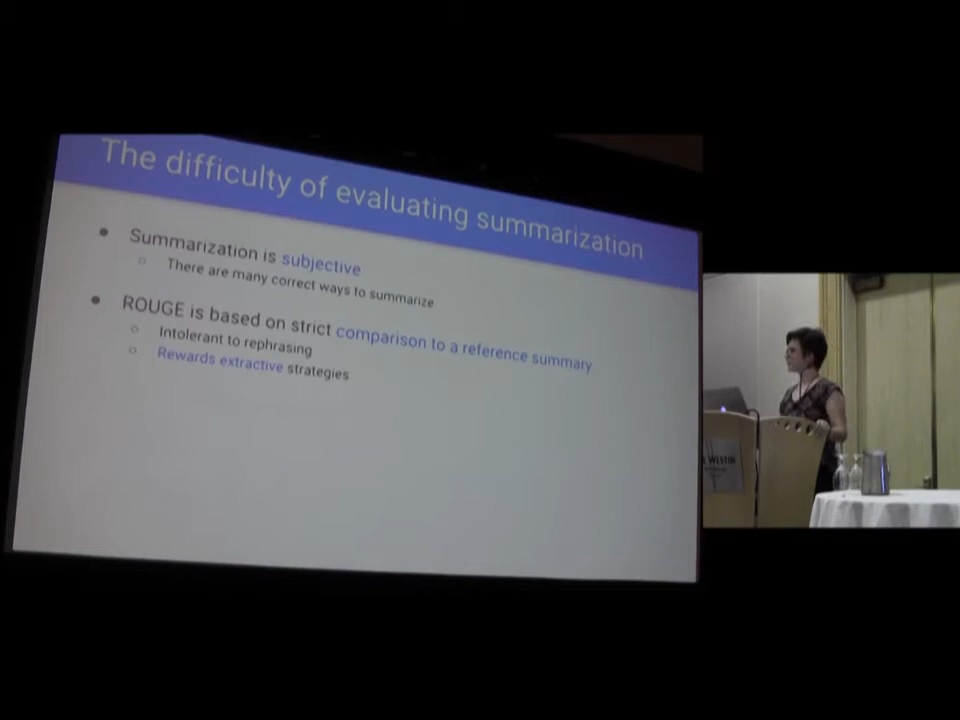 The difficulty of evaluating summarization
● Summarization is subjective
○ There are many correct ways to summarize
● ROUGE is based on strict comparison to a reference summary
○ Intolerant to rephrasing
○ Rewards extractive strategies
WESTIN